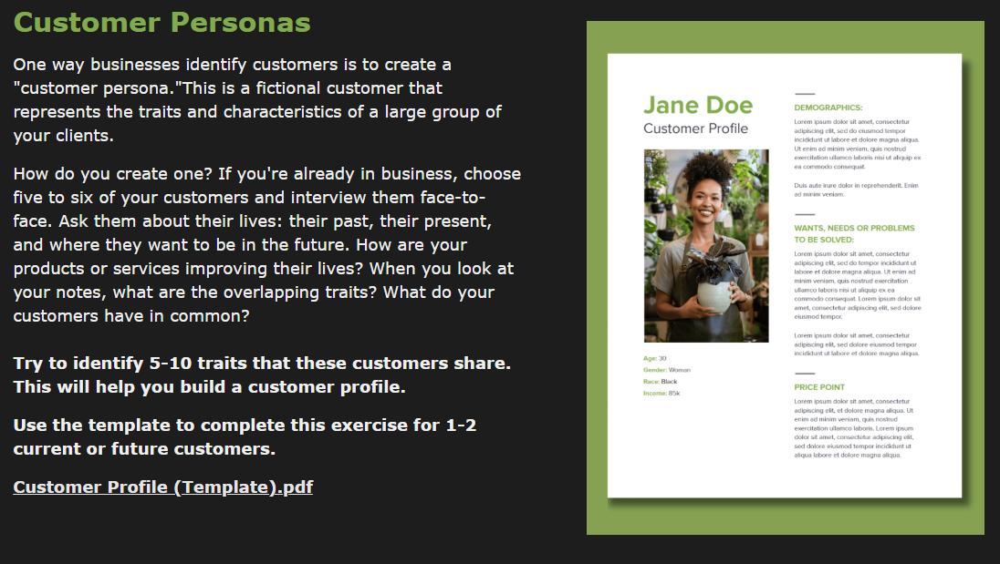 Customer Personas
One way businesses identify customers is to create a
"customer persona."This is a fictional customer that
represents the traits and characteristics of a large group of
your clients.
How do you create one? If you're already in business, choose
five to six of your customers and interview them face-to-
face. Ask them about their lives: their past, their present,
and where they want to be in the future. How are your
products or services improving their lives? When you look at
your notes, what are the overlapping traits? What do your
customers have in common?
Try to identify 5-10 traits that these customers share.
This will help you build a customer profile.
Use the template to complete this exercise for 1-2
current or future customers.
Customer Profile (Template).pdf
Jane Doe
Customer Profile
Age: 30
Gender: Woman
Race: Black
Income: 85k
DEMOGRAPHICS:
Lorem ipsum dolor sit amet, consectetur
adipiscing elit, sed do eiusmod tempor
incididunt ut labore et dolore magna aliqua.
Ut enim ad minim veniam, quis nostrud
exercitation ullamco laboris nisi ut aliquip ex
ea commodo consequat.
Duis aute irure dolor in reprehenderit. Enim
ad minim veniam.
WANTS, NEEDS OR PROBLEMS
TO BE SOLVED:
Lorem ipsum dolor sit amet, consectetur
adipiscing elit, sed do tempor incididunt ut
labore et dolore magna aliqua. Ut enim ad
minim veniam, quis nostrud exercitation
ullamco laboris nisi ut aliquip ex ea
commodo consequat. Lorem ipsum dolor sit
amet, consectetur adipiscing elit, sed dolore
eiusmod tempor.
Lorem ipsum dolor sit amet, consectetur
adipiscing elit, sed dolore eiusmod tempor
incididunt ut labore et dolore magna aliqua.
PRICE POINT
Lorem ipsum dolor sit amet, consectetur
adipiscing elit, et dolore magna aliqua. Ut
enim ad minim veniam, quis nostrud
exercitation ullamco laboris. Lorem ipsum
dolor sit amet, consectetur adipiscing elit,
sed dolore eiusmod tempor incididunt ut
aliqua magna aliqua.